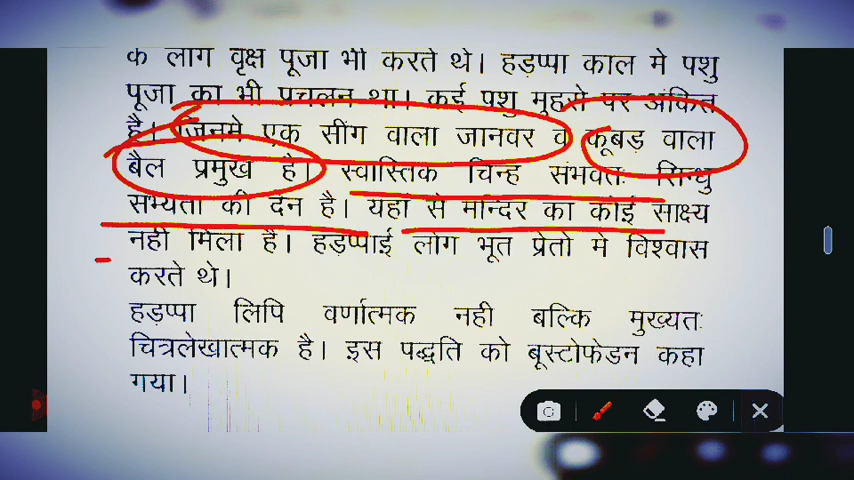 के लोग वृक्ष पूजा भी करते थे। हड़प्पा काल मे पशु
पूजा का भी प्रचलन था। कई पशु मुहरो पर अंकित
है। जिनमे एक सींग वाला जानवर व कूबड़ वाला
बैल प्रमुख है। स्वास्तिक चिन्ह संभवतः सिन्धु
सभ्यता की देन है। यहां से मन्दिर का कोई साक्ष्य
नही मिला है। हड़प्पाई लोग भूत प्रेतो मे विश्वास
करते थे।
हड़प्पा लिपि वर्णात्मक नही बल्कि मुख्यतः
चित्रलेखात्मक है। इस पद्धति को बूस्टोफेडन कहा
गया।